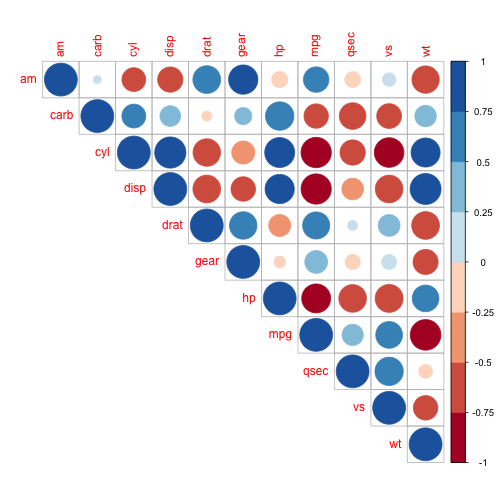 am carb cyl disp drat gear hp mpg qsec vs wt
am
carb
cyl
disp
drat
gear
hp
mpg
qsec
vs
wt
1
0.75
0.5
0.25
0
-0.25
-0.5
-0.75
-1